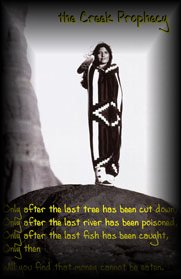 the Creek Prophecy
Only after the last tree has been cut down
Only after the last river has been poisoned
Only after the last fish has been caught,
Only then
Will you find that money cannot be eaten.